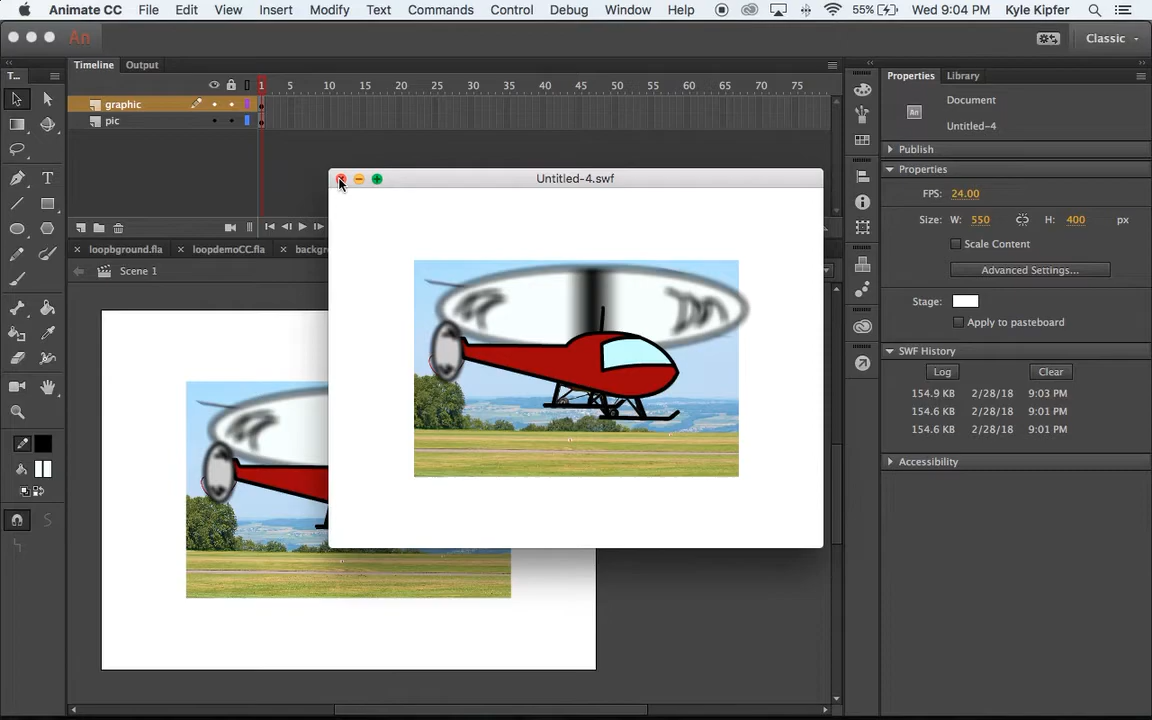 Animate CC File Edit View Insert Modify Text Commands Control Debug Window Help 55% Wed 9:04 PM Kyle Kipfer
An Classic
T... Timeline Output Properties Library
1 5 10 15 20 25 30 35 40 45 50 55 60 65 70 75
graphic
pic
Document
An Untitled-4
Publish
Properties
FPS: 24.00
Size: W: 550 H: 400 px
Scale Content
Advanced Settings...
Stage:
Apply to pasteboard
SWF History
Log Clear
154.9 KB 2/28/18 9:03 PM
154.6 KB 2/28/18 9:01 PM
154.6 KB 2/28/18 9:01 PM
Accessibility
Untitled-4.swf
loopbground.fla loopdemoCC.fla
Scene 1